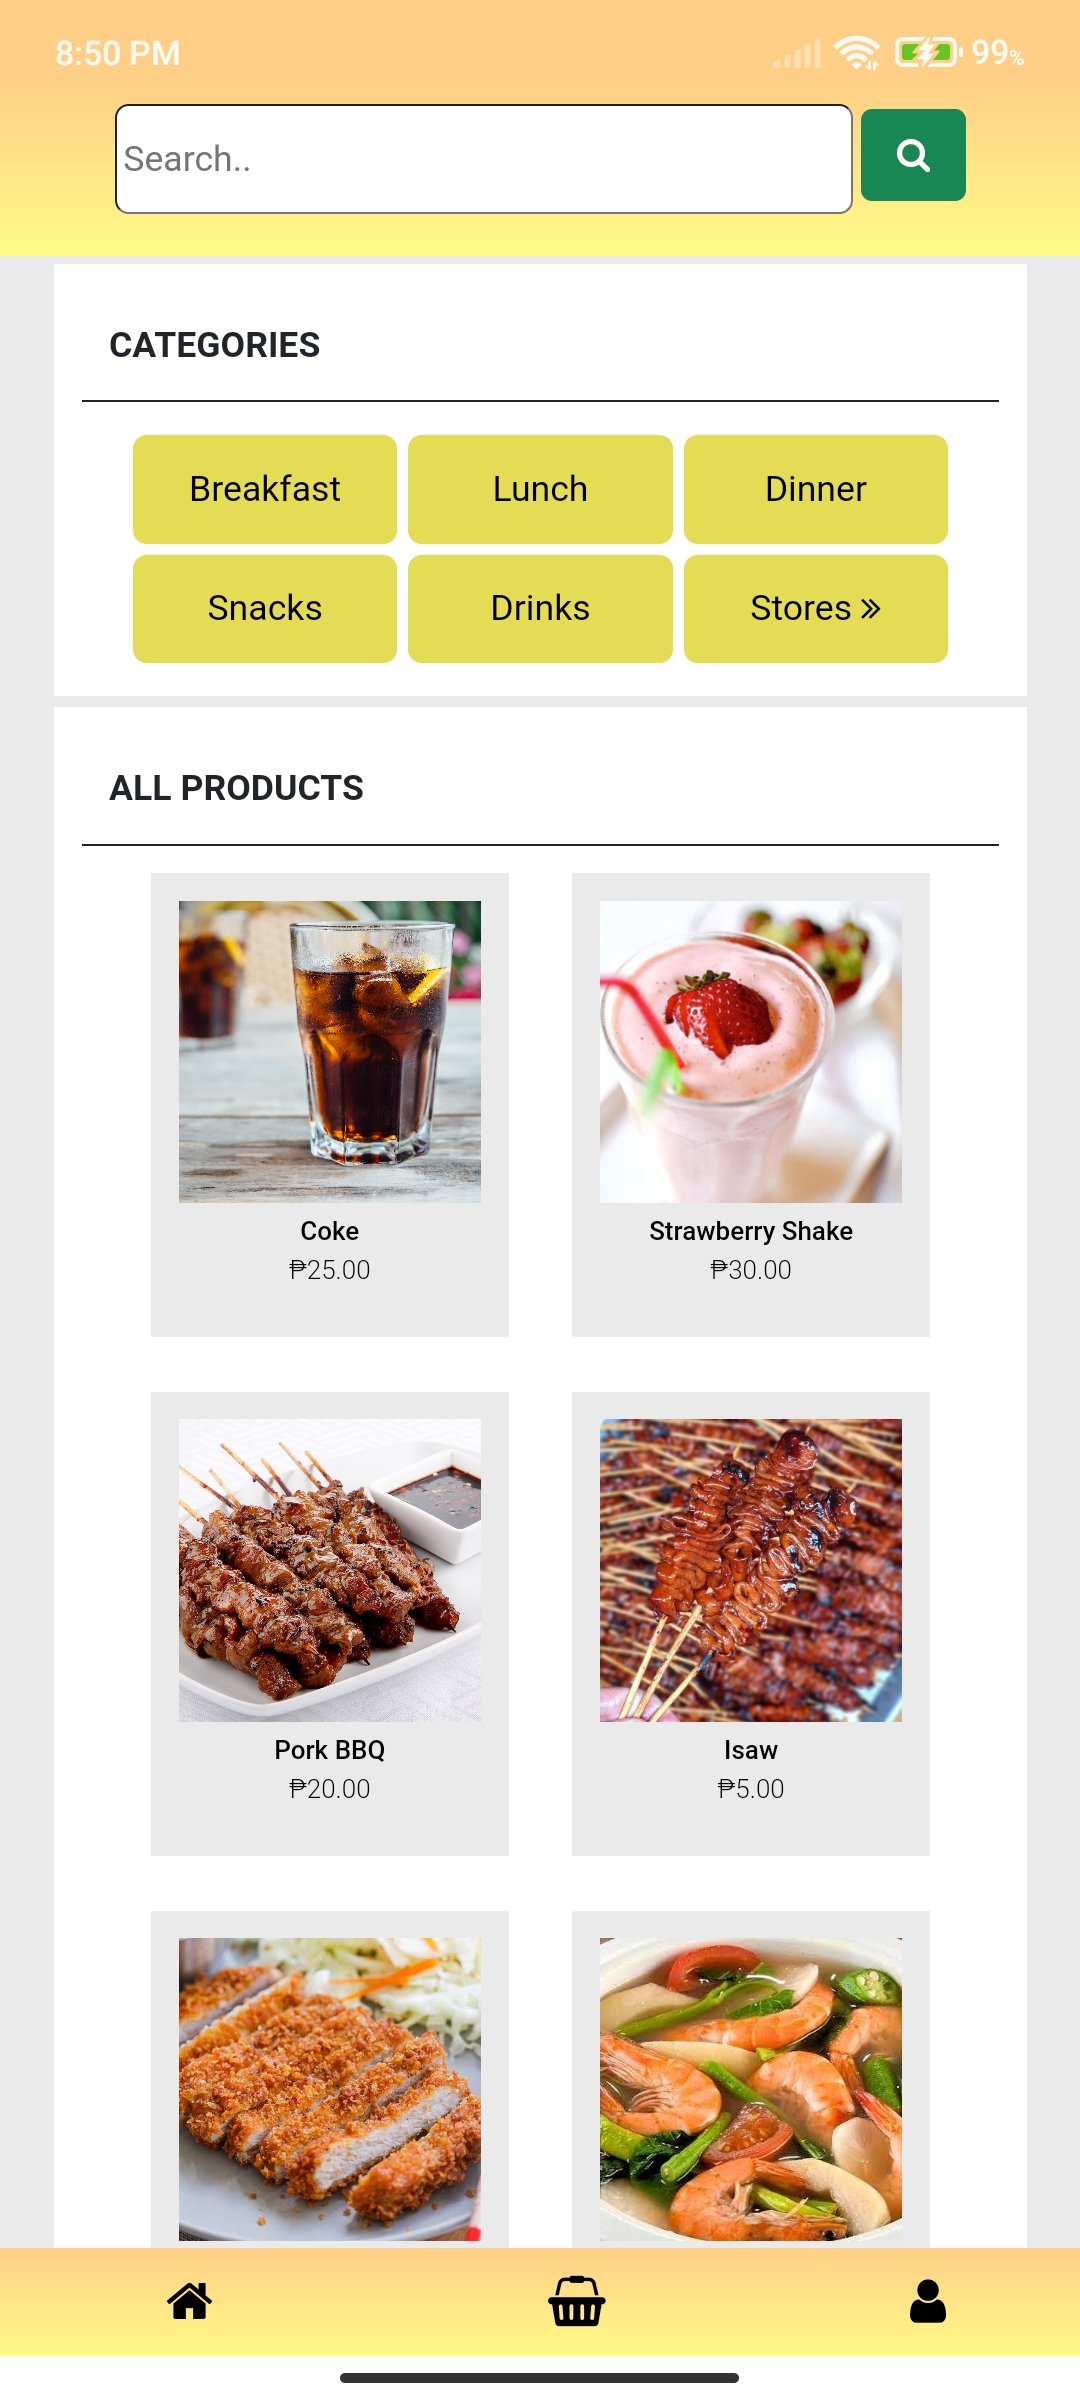 8:50 PM 99%
Search..
CATEGORIES
Breakfast Lunch Dinner
Snacks Drinks Stores »
ALL PRODUCTS
Coke Strawberry Shake
₱25.00 ₱30.00
Pork BBQ Isaw
₱20.00 ₱5.00